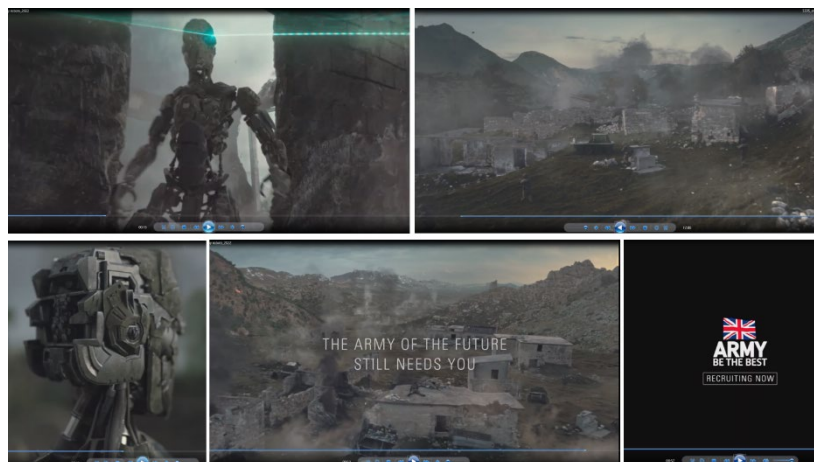 THE ARMY OF THE FUTURE
STILL NEEDS YOU
ARMY
BE THE BEST
RECRUITING NOW